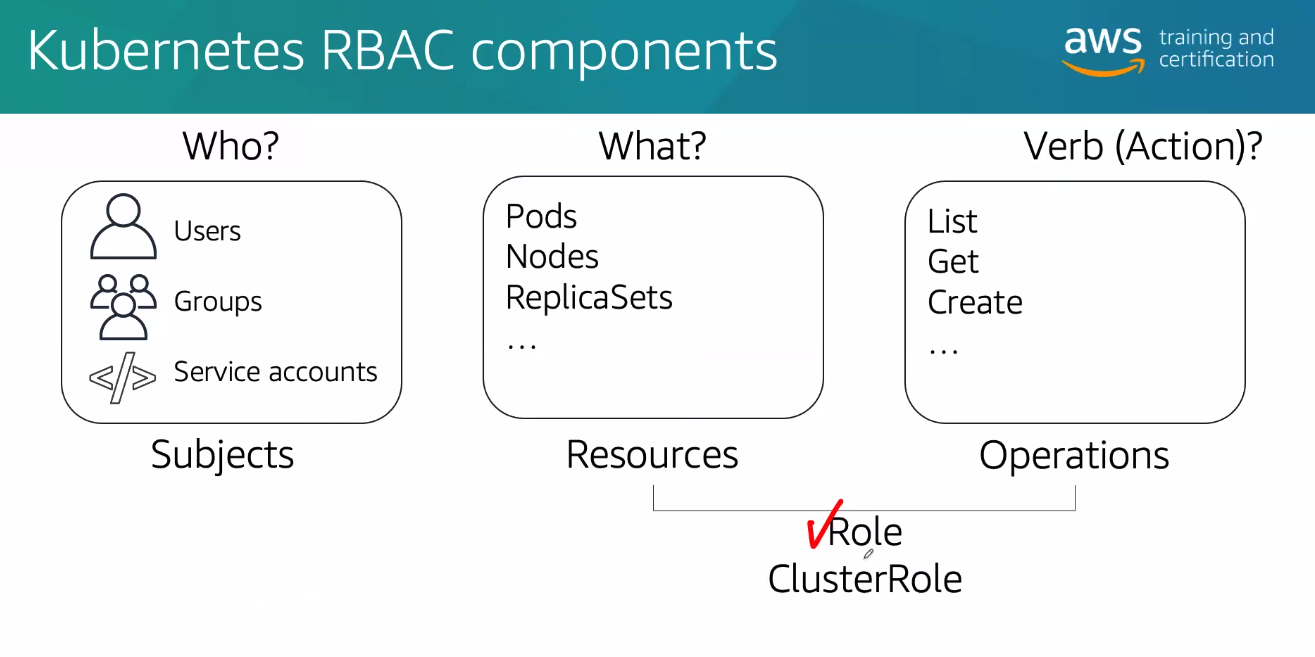 Kubernetes RBAC components
aws training and certification
Who?
What?
Verb (Action)?
Users
Groups
</>
Service accounts
Pods
Nodes
ReplicaSets
...
List
Get
Create
...
Subjects
Resources
Operations
Role
ClusterRole